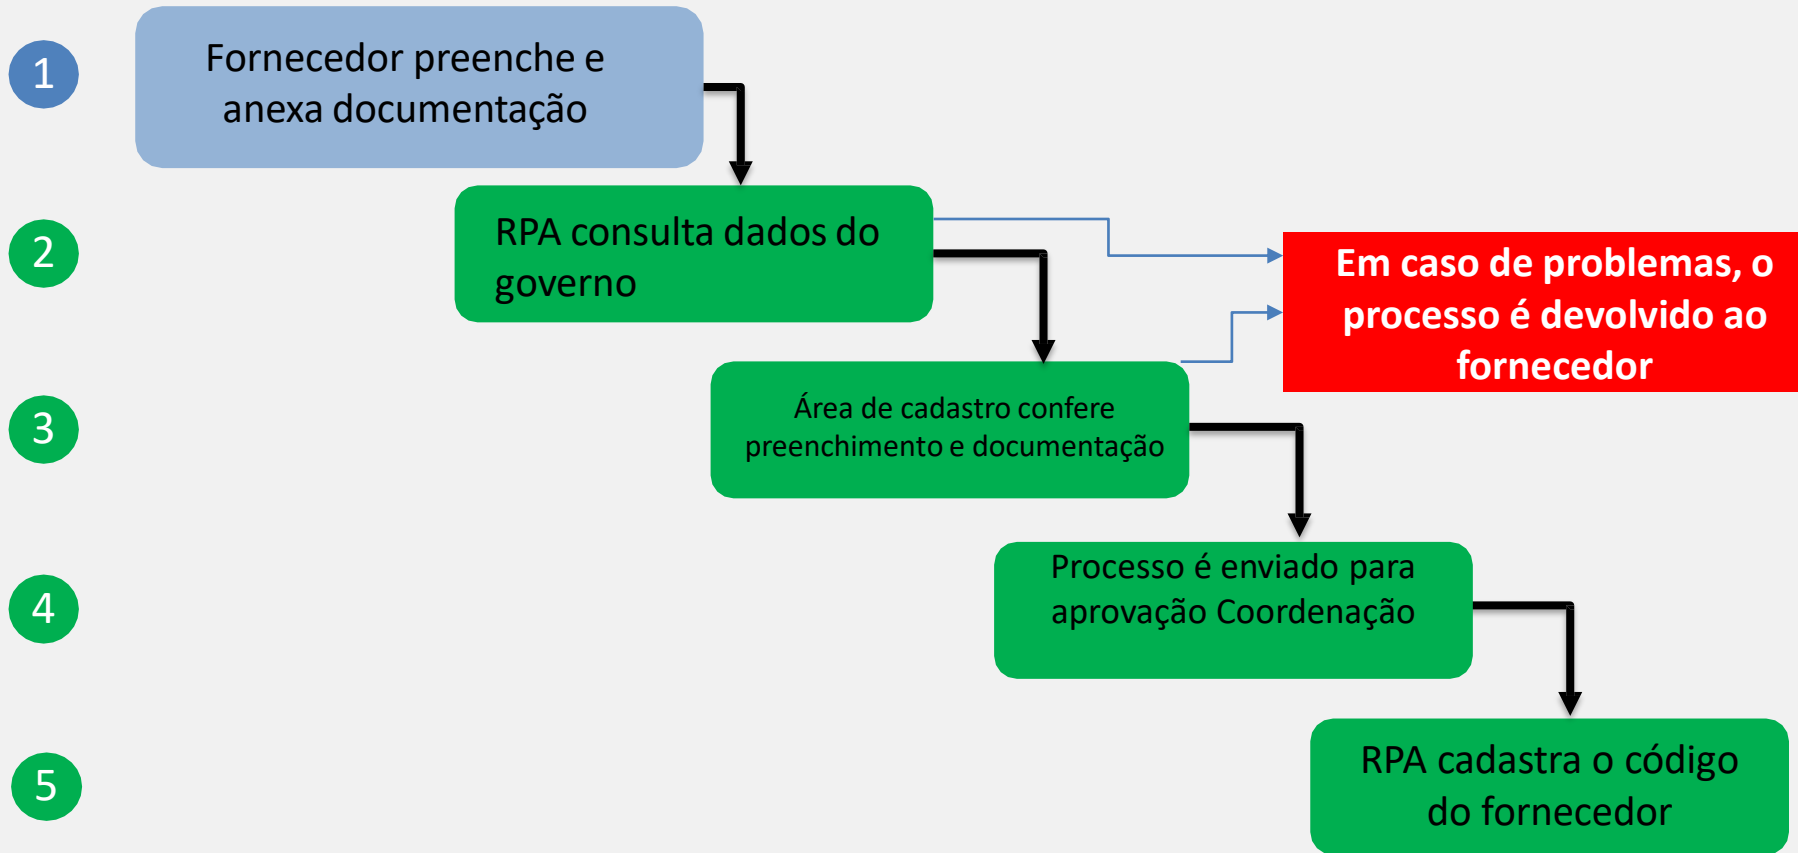 1
Fornecedor preenche e
anexa documentação
2
RPA consulta dados do
governo
Em caso de problemas, o
processo é devolvido ao
fornecedor
3
Área de cadastro confere
preenchimento e documentação
4
Processo é enviado para
aprovação Coordenação
5
RPA cadastra o código
do fornecedor